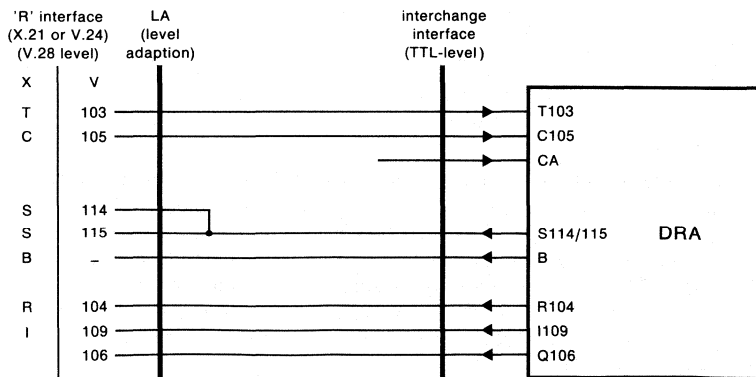 'R' interface LA interchange
(X.21 or V.24) (level interface
(V.28 level) adaption) (TTL-level)
X V
T 103 T103
C 105 C105
CA
S 114
S 115 S114/115 DRA
B – B
R 104 R104
I 109 I109
106 Q106